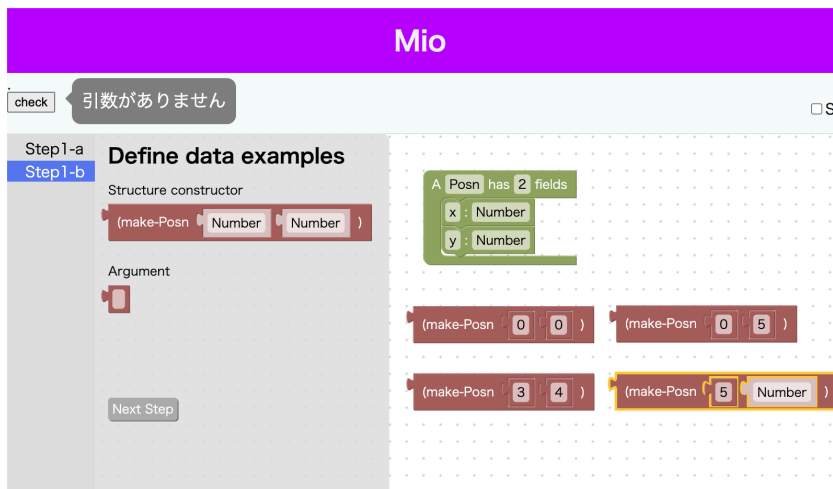 Mio
check
引数がありません
S
Step1-a
Step1-b
Define data examples
Structure constructor
(make-Posn Number Number )
Argument
Next Step
A Posn has 2 fields
x : Number
y : Number
(make-Posn 0 0 )
(make-Posn 0 5 )
(make-Posn 3 4 )
(make-Posn 5 Number )